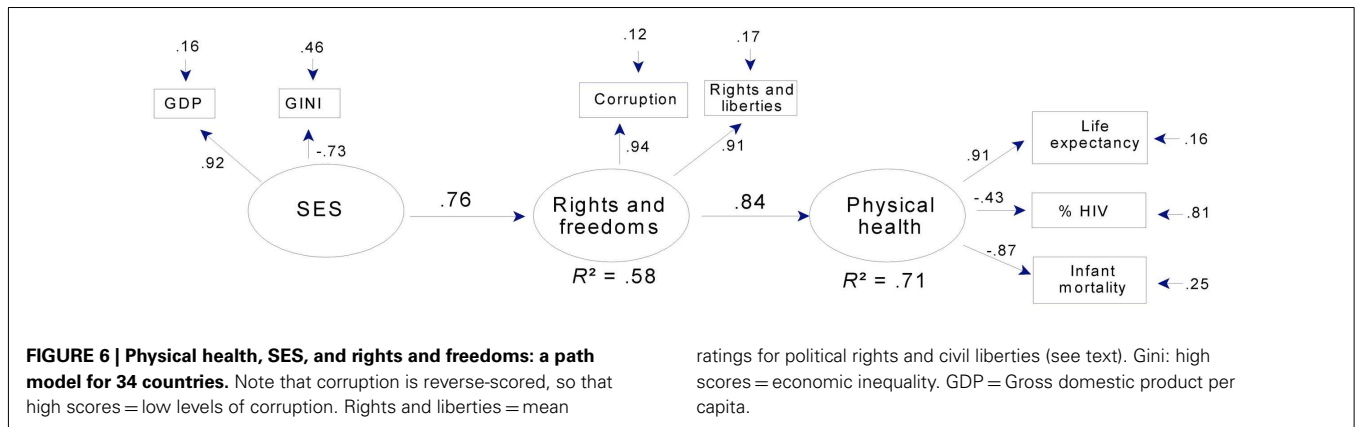 .16
.46
.12
.17
GDP
GINI
Corruption
Rights and
liberties
Life
expectancy
.16
.92
-.73
.94
.91
.91
SES
.76
Rights and
freedoms
.84
Physical
health
-.43
% HIV
.81
R² = .58
R² = .71
-.87
Infant
mortality
.25
FIGURE 6 | Physical health, SES, and rights and freedoms: a path
model for 34 countries. Note that corruption is reverse-scored, so that
high scores = low levels of corruption. Rights and liberties = mean
ratings for political rights and civil liberties (see text). Gini: high
scores = economic inequality. GDP = Gross domestic product per
capita.